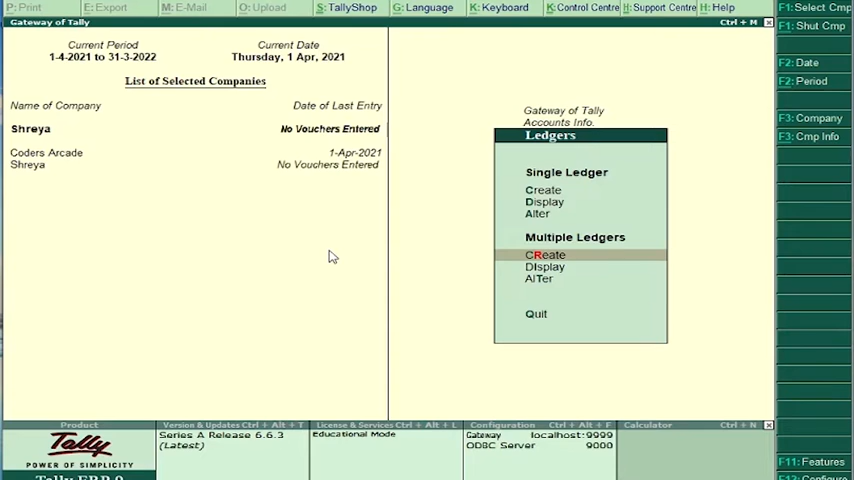 P: Print E: Export M: E-Mail O: Upload S: TallyShop G: Language K: Keyboard K: Control Centre H: Support Centre H: Help
Gateway of Tally Ctrl + M
Current Period Current Date
1-4-2021 to 31-3-2022 Thursday, 1 Apr, 2021
List of Selected Companies
Name of Company Date of Last Entry
Shreya No Vouchers Entered
Coders Arcade 1-Apr-2021
Shreya No Vouchers Entered
Gateway of Tally
Accounts Info.
Ledgers
Single Ledger
Create
Display
Alter
Multiple Ledgers
CReate
DIsplay
AlTer
Quit
F1: Select Cmp
F1: Shut Cmp
F2: Date
F2: Period
F3: Company
F3: Cmp Info
F11: Features
F12: Configure
Product
Tally
POWER OF SIMPLICITY
Tally ERP 9
Version & Updates Ctrl + Alt + T
Series A Release 6.6.3
(Latest)
License & Services Ctrl + Alt + L
Educational Mode
Configuration Ctrl + Alt + F
Gateway localhost:9999
ODBC Server 9000
Calculator Ctrl + N